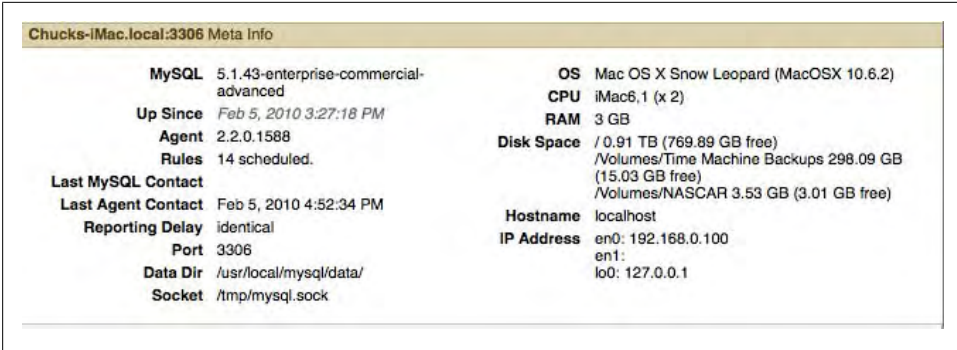 Chucks-iMac.local:3306 Meta Info
MySQL 5.1.43-enterprise-commercial-
advanced
Up Since Feb 5, 2010 3:27:18 PM
Agent 2.2.0.1588
Rules 14 scheduled.
Last MySQL Contact
Last Agent Contact Feb 5, 2010 4:52:34 PM
Reporting Delay identical
Port 3306
Data Dir /usr/local/mysql/data/
Socket /tmp/mysql.sock
OS Mac OS X Snow Leopard (MacOSX 10.6.2)
CPU iMac6,1 (x 2)
RAM 3 GB
Disk Space / 0.91 TB (769.89 GB free)
/Volumes/Time Machine Backups 298.09 GB
(15.03 GB free)
/Volumes/NASCAR 3.53 GB (3.01 GB free)
Hostname localhost
IP Address en0: 192.168.0.100
en1:
lo0: 127.0.0.1